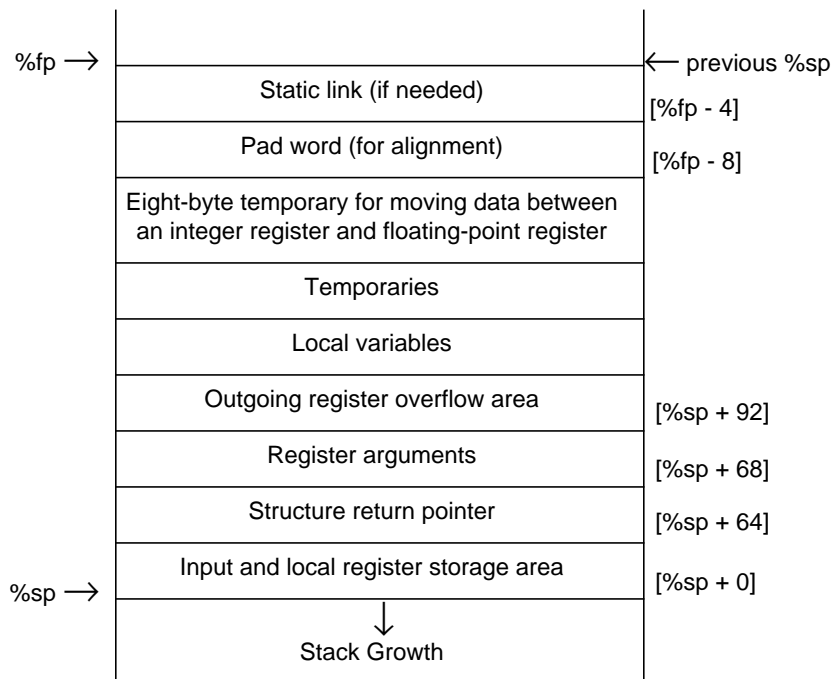 %fp
previous %sp
Static link (if needed)
[%fp - 4]
Pad word (for alignment)
[%fp - 8]
Eight-byte temporary for moving data between
an integer register and floating-point register
Temporaries
Local variables
Outgoing register overflow area
[%sp + 92]
Register arguments
[%sp + 68]
Structure return pointer
[%sp + 64]
Input and local register storage area
[%sp + 0]
%sp
Stack Growth